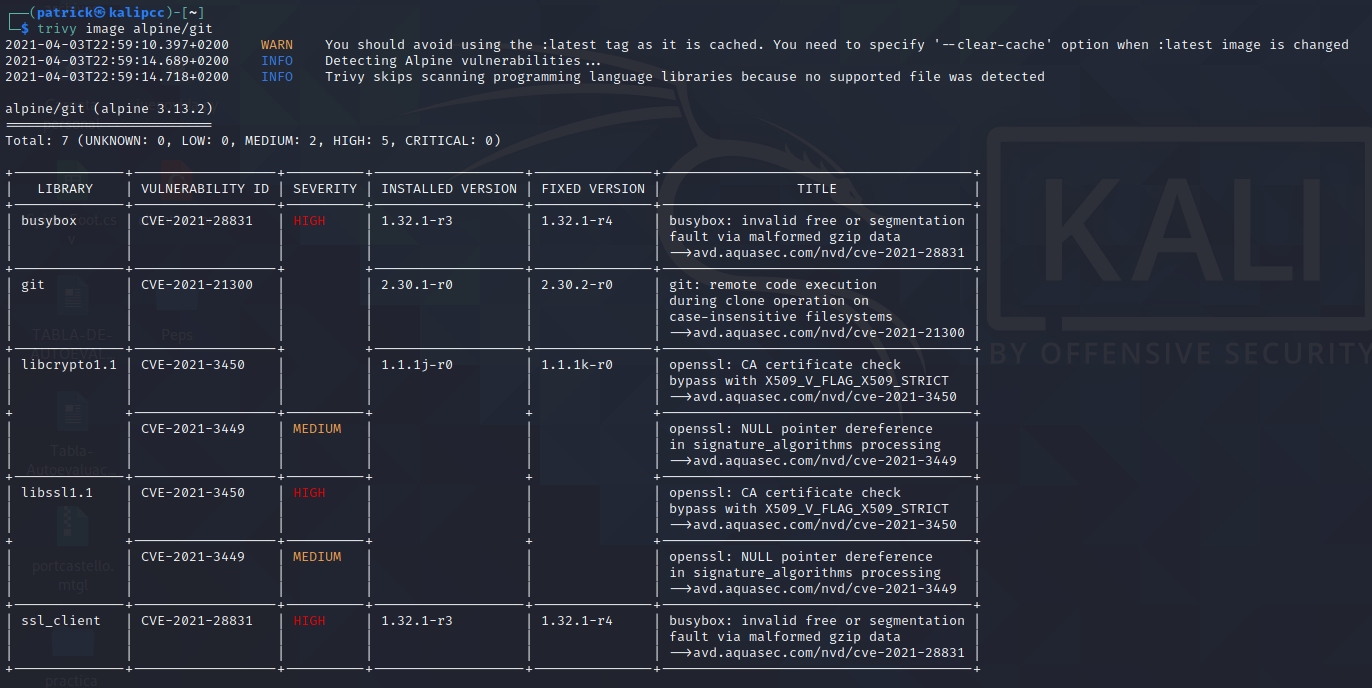 (patrick㉿kalipcc)-[~]
$ trivy image alpine/git
2021-04-03T22:59:10.397+0200 WARN You should avoid using the :latest tag as it is cached. You need to specify '--clear-cache' option when :latest image is changed
2021-04-03T22:59:14.689+0200 INFO Detecting Alpine vulnerabilities...
2021-04-03T22:59:14.718+0200 INFO Trivy skips scanning programming language libraries because no supported file was detected
alpine/git (alpine 3.13.2)
Total: 7 (UNKNOWN: 0, LOW: 0, MEDIUM: 2, HIGH: 5, CRITICAL: 0)
LIBRARY VULNERABILITY ID SEVERITY INSTALLED VERSION FIXED VERSION TITLE
busybox CVE-2021-28831 HIGH 1.32.1-r3 1.32.1-r4 busybox: invalid free or segmentation
fault via malformed gzip data
-->avd.aquasec.com/nvd/cve-2021-28831
git CVE-2021-21300 2.30.1-r0 2.30.2-r0 git: remote code execution
during clone operation on
case-insensitive filesystems
-->avd.aquasec.com/nvd/cve-2021-21300
libcrypto1.1 CVE-2021-3450 1.1.1j-r0 1.1.1k-r0 openssl: CA certificate check
bypass with X509_V_FLAG_X509_STRICT
-->avd.aquasec.com/nvd/cve-2021-3450
CVE-2021-3449 MEDIUM openssl: NULL pointer dereference
in signature_algorithms processing
-->avd.aquasec.com/nvd/cve-2021-3449
libssl1.1 CVE-2021-3450 HIGH openssl: CA certificate check
bypass with X509_V_FLAG_X509_STRICT
-->avd.aquasec.com/nvd/cve-2021-3450
CVE-2021-3449 MEDIUM openssl: NULL pointer dereference
in signature_algorithms processing
-->avd.aquasec.com/nvd/cve-2021-3449
ssl_client CVE-2021-28831 HIGH 1.32.1-r3 1.32.1-r4 busybox: invalid free or segmentation
fault via malformed gzip data
-->avd.aquasec.com/nvd/cve-2021-28831
KALI
BY OFFENSIVE SECURITY
TABLA-DE-
AUTOEVAL...
Peps
Tabla-
Autoevaluac...
portcastello.
mtgl
practica